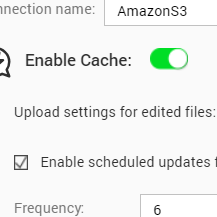 nnection name: AmazonS3
Enable Cache:
Upload settings for edited files:
Enable scheduled updates f
Frequency: 6